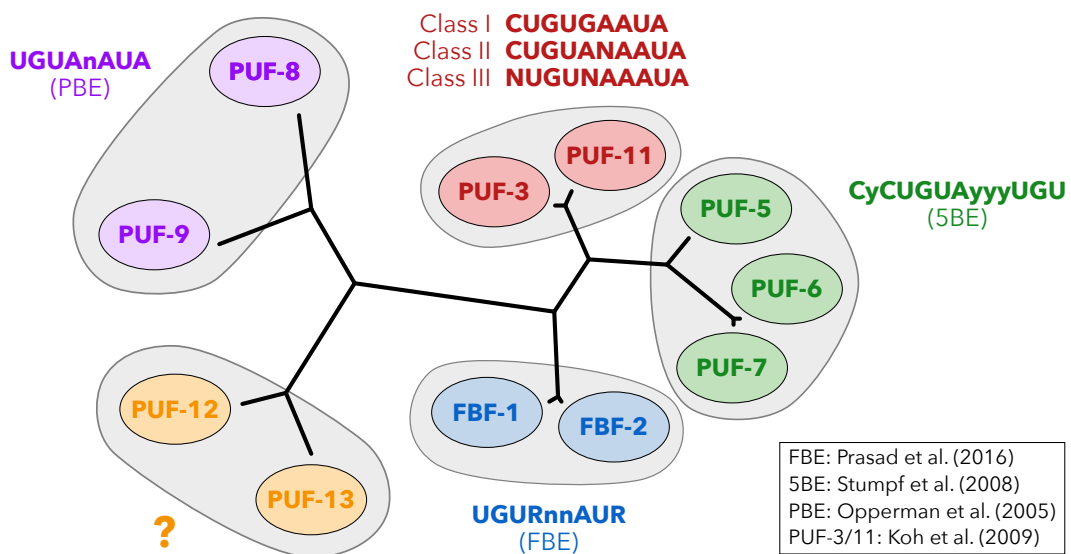 Class I CUGUGAAUA
Class II CUGUANAAUA
Class III NUGUNAAAUA
UGUAnAUA
(PBE)
PUF-8
PUF-9
PUF-11
PUF-3
CyCUGUAyyyUGU
(5BE)
PUF-5
PUF-6
PUF-7
PUF-12
PUF-13
?
FBF-1
FBF-2
UGURnnAUR
(FBE)
FBE: Prasad et al. (2016)
5BE: Stumpf et al. (2008)
PBE: Opperman et al. (2005)
PUF-3/11: Koh et al. (2009)